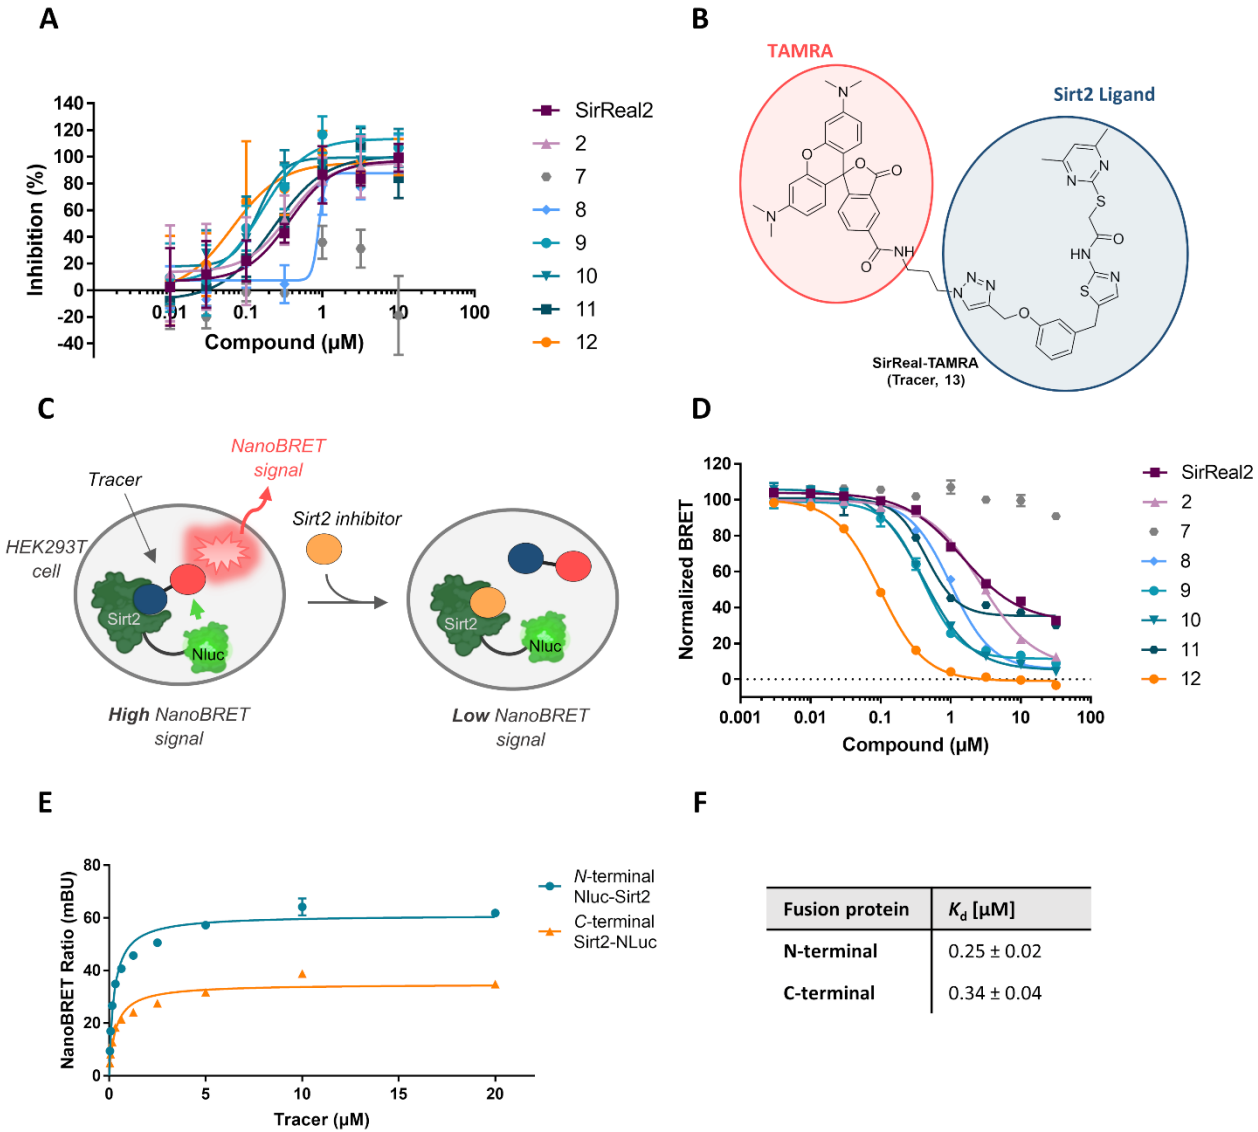 A
140
120
100
80
60
40
20
0
-20
-40
Inhibition (%)
0.01
0.1
1
10
100
Compound (µM)
SirReal2
2
7
8
9
10
11
12
B
TAMRA
Sirt2 Ligand
N
N
O
O
O
O
NH
N
N
N
O
S
N
HN
O
S
N
N
SirReal-TAMRA
(Tracer, 13)
C
NanoBRET
signal
Tracer
Sirt2 inhibitor
HEK293T
cell
Sirt2
Nluc
Sirt2
Nluc
High NanoBRET
signal
Low NanoBRET
signal
D
120
100
80
60
40
20
0
Normalized BRET
0.001
0.01
0.1
1
10
100
Compound (µM)
SirReal2
2
7
8
9
10
11
12
E
80
60
40
20
0
NanoBRET Ratio (mBU)
0
5
10
15
20
Tracer (µM)
N-terminal
Nluc-Sirt2
C-terminal
Sirt2-NLuc
F
Fusion protein Kd [µM]
N-terminal 0.25 ± 0.02
C-terminal 0.34 ± 0.04